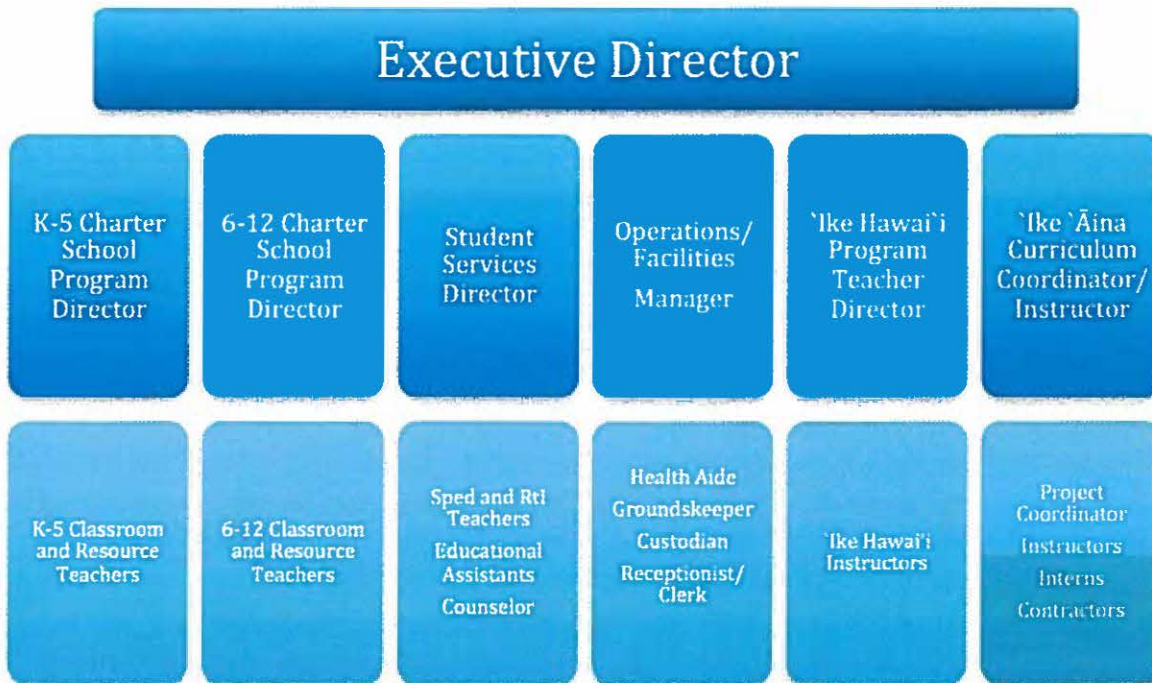 Executive Director
K-5 Charter
School
Program
Director
6-12 Charter
School
Program
Director
Student
Services
Director
Operations/
Facilities
Manager
`Ike Hawai`i
Program
Teacher
Director
`Ike `Āina
Curriculum
Coordinator/
Instructor
K-5 Classroom
and Resource
Teachers
6-12 Classroom
and Resource
Teachers
Sped and RtI
Teachers
Educational
Assistants
Counselor
Health Aide
Groundskeeper
Custodian
Receptionist/
Clerk
`Ike Hawai`i
Instructors
Project
Coordinator
Instructors
Interns
Contractors